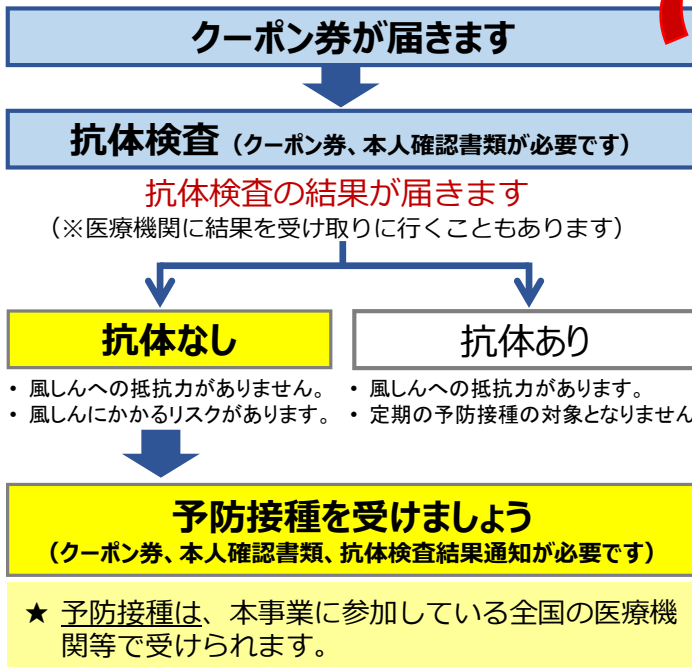 クーポン券が届きます
抗体検査（クーポン券、本人確認書類が必要です）
抗体検査の結果が届きます
（※医療機関に結果を受け取りに行くこともあります）
抗体なし
・ 風しんへの抵抗力がありません。
・ 風しんにかかるリスクがあります。
抗体あり
・ 風しんへの抵抗力があります。
・ 定期の予防接種の対象となりません
予防接種を受けましょう
（クーポン券、本人確認書類、抗体検査結果通知が必要です）
★ 予防接種は、本事業に参加している全国の医療機
関等で受けられます。